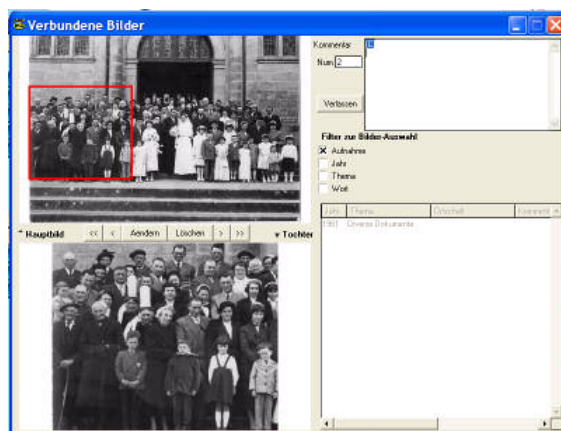 Verbundene Bilder
Kommentar
Num. 2
Verlassen
Filter zur Bilder-Auswahl
Aufnahme
Jahr
Thema
Wort
Jahr Thema Ortschaft Komment
1961 Diverse Dokumente
Hauptbild << < Aendern Löschen > >> Tochter